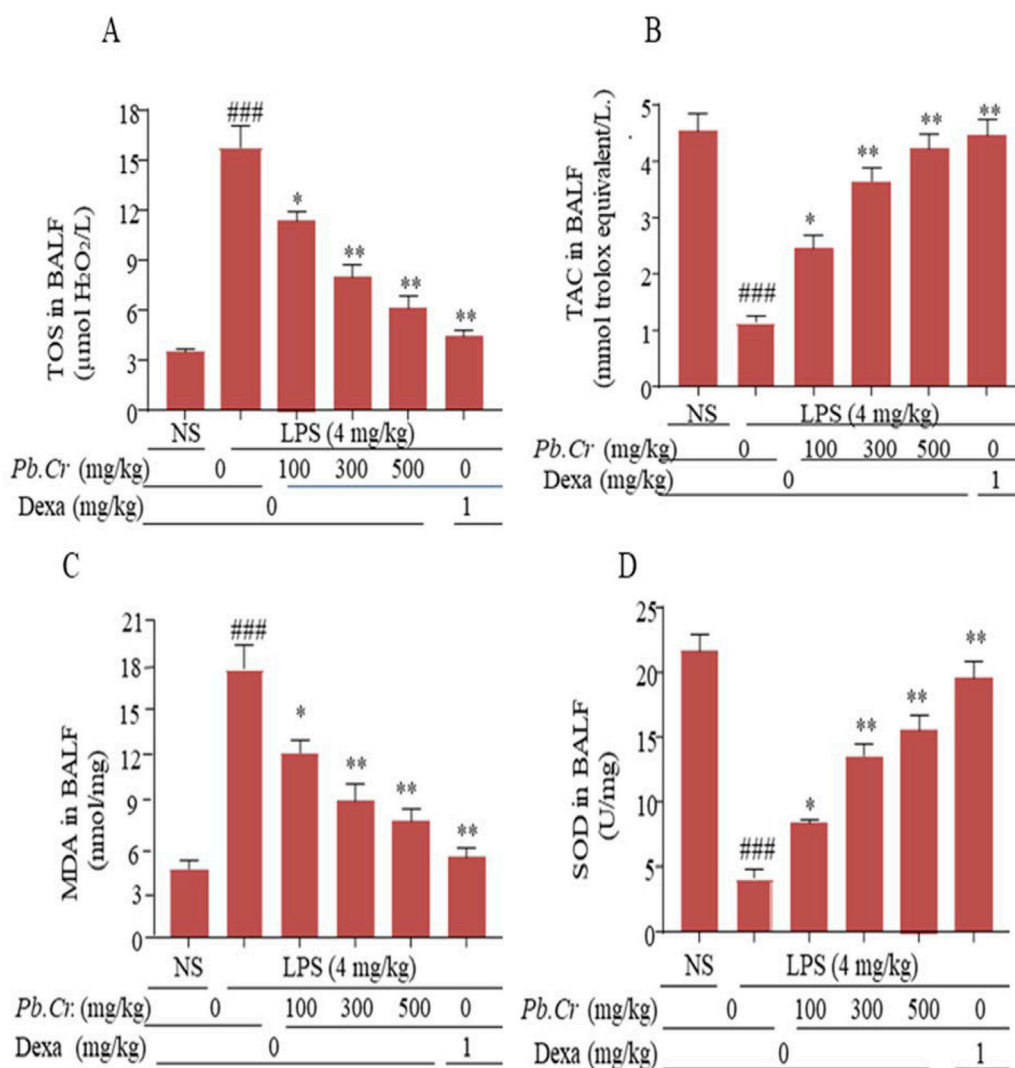 A
TOS in BALF
(µmol H₂O₂/L)
18
15
12
9
6
3
0
###
*
**
**
**
NS
LPS (4 mg/kg)
Pb.Cr (mg/kg) 0 100 300 500 0
Dexa (mg/kg) 0 1
B
TAC in BALF
(mmol trolox equivalent/L.)
5
4
3
2
1
0
###
*
**
**
**
NS
LPS (4 mg/kg)
Pb.Cr (mg/kg) 0 100 300 500 0
Dexa (mg/kg) 0 1
C
MDA in BALF
(nmol/mg)
21
18
15
12
9
6
3
0
###
*
**
**
**
NS
LPS (4 mg/kg)
Pb.Cr. (mg/kg) 0 100 300 500 0
Dexa (mg/kg) 0 1
D
SOD in BALF
(U/mg)
25
20
15
10
5
0
###
*
**
**
**
NS
LPS (4 mg/kg)
Pb.Cr (mg/kg) 0 100 300 500 0
Dexa (mg/kg) 0 1